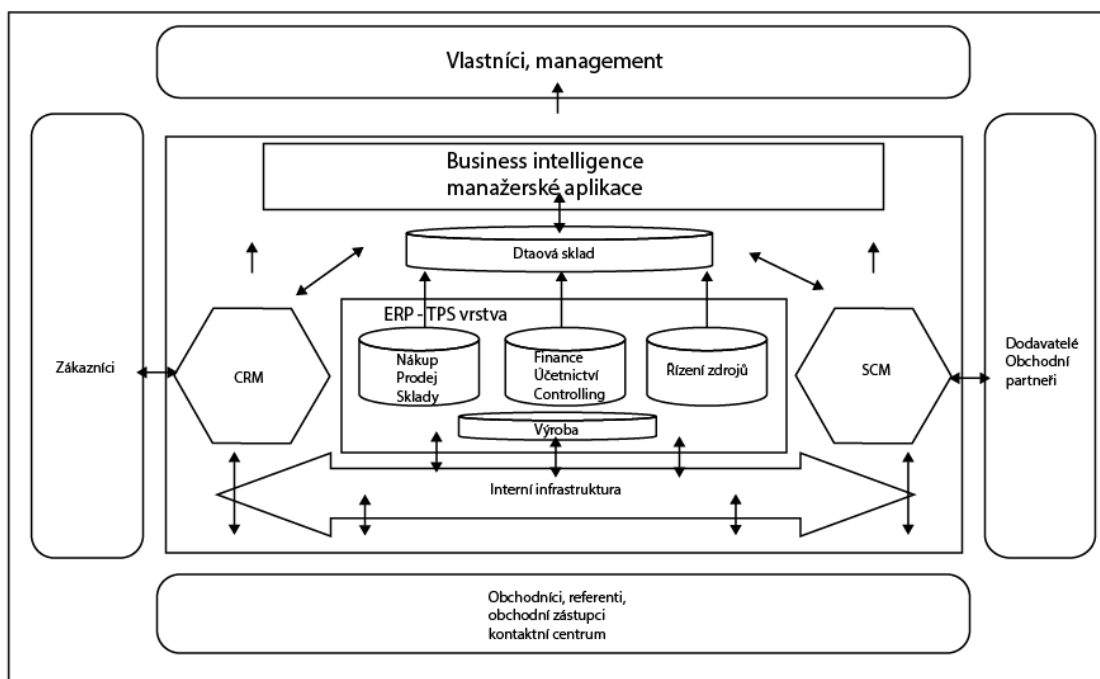 Vlastníci, management
Business intelligence
manažerské aplikace
Dtaová sklad
ERP - TPS vrstva
Nákup
Prodej
Sklady
Finance
Účetnictví
Controlling
Řízení zdrojů
Výroba
Zákazníci
CRM
SCM
Dodavatelé
Obchodní
partneři
Interní infrastruktura
Obchodníci, referenti,
obchodní zástupci
kontaktní centrum